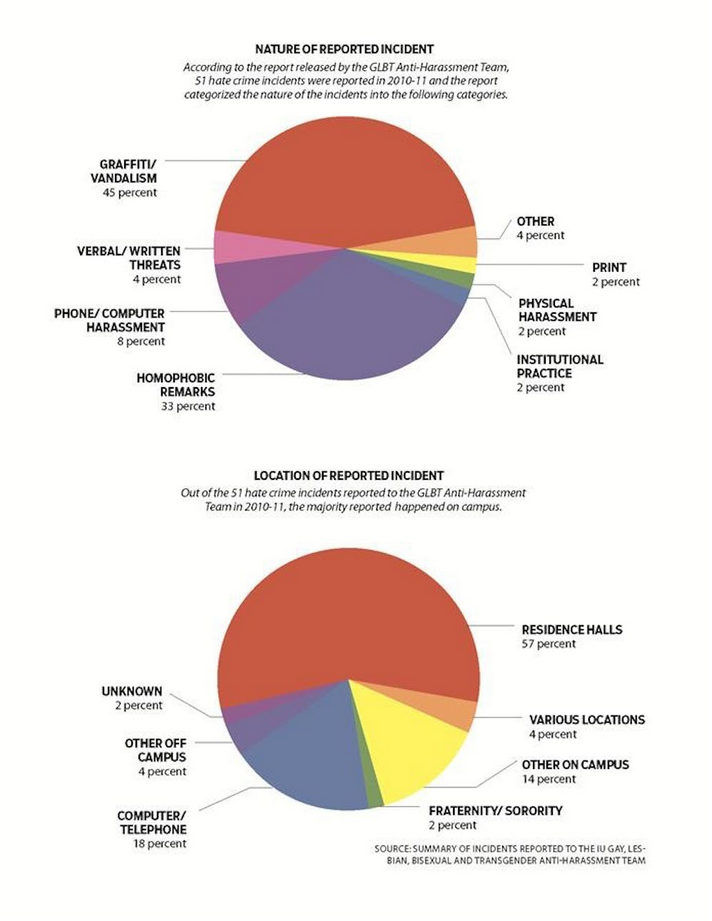 NATURE OF REPORTED INCIDENT
According to the report released by the GLBT Anti-Harassment Team,
51 hate crime incidents were reported in 2010-11 and the report
categorized the nature of the incidents into the following categories.
GRAFFITI/
VANDALISM
45 percent
VERBAL/ WRITTEN
THREATS
4 percent
PHONE/ COMPUTER
HARASSMENT
8 percent
HOMOPHOBIC
REMARKS
33 percent
OTHER
4 percent
PRINT
2 percent
PHYSICAL
HARASSMENT
2 percent
INSTITUTIONAL
PRACTICE
2 percent
LOCATION OF REPORTED INCIDENT
Out of the 51 hate crime incidents reported to the GLBT Anti-Harassment
Team in 2010-11, the majority reported happened on campus.
RESIDENCE HALLS
57 percent
UNKNOWN
2 percent
OTHER OFF
CAMPUS
4 percent
COMPUTER/
TELEPHONE
18 percent
VARIOUS LOCATIONS
4 percent
OTHER ON CAMPUS
14 percent
FRATERNITY/ SORORITY
2 percent
SOURCE: SUMMARY OF INCIDENTS REPORTED TO THE IU GAY, LES-
BIAN, BISEXUAL AND TRANSGENDER ANTI-HARASSMENT TEAM